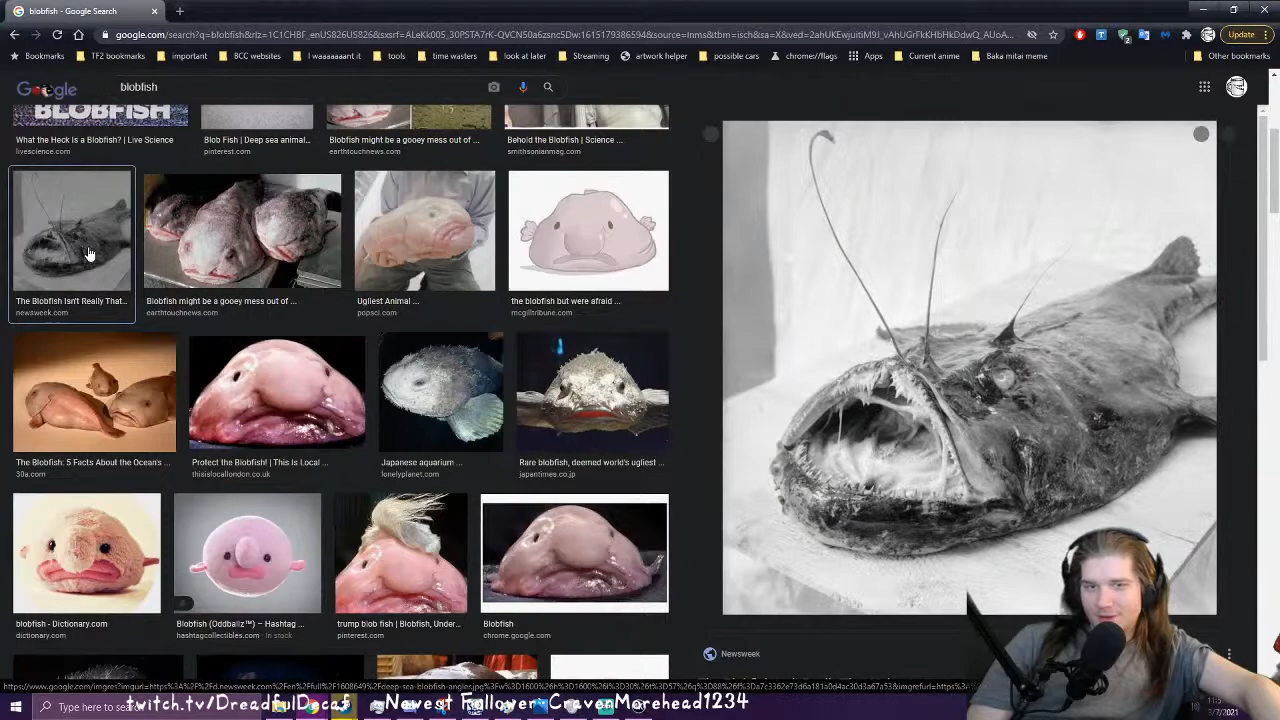 blobfish - Google Search
Update
Bookmarks TF2 bookmarks important BCC websites I waaaaaaant it tools time wasters look at later Streaming artwork helper possible cars chrome://flags Apps Current anime Baka mitai meme Other bookmarks
Google blobfish
BLOBFISH
What the Heck Is a Blobfish? | Live Science
livescience.com
Blob Fish | Deep sea animal...
pinterest.com
Blobfish might be a gooey mess out of ...
earthtouchnews.com
Behold the Blobfish | Science ...
smithsonianmag.com
The Blobfish Isn't Really That...
newsweek.com
Blobfish might be a gooey mess out of ...
earthtouchnews.com
Ugliest Animal ...
popsci.com
the blobfish but were afraid ...
mcgilltribune.com
The Blobfish: 5 Facts About the Ocean's ...
30a.com
Protect the Blobfish! | This Is Local ...
thisislocallondon.co.uk
Japanese aquarium ...
lonelyplanet.com
Rare blobfish, deemed world's ugliest ...
japantimes.co.jp
blobfish - Dictionary.com
dictionary.com
Blobfish (Oddballz™) – Hashtag ...
hashtagcollectibles.com · In stock
trump blob fish | Blobfish, Under...
pinterest.com
Blobfish
chrome.google.com
Newsweek
Type here to
twitch.tv/DreadfulDecaf
Newest Follower CravenMorehead1234
3/7/2021